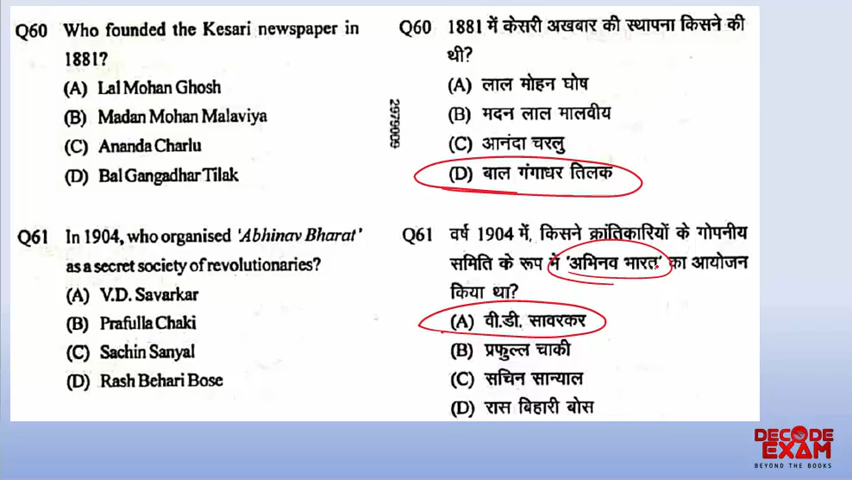 Q60 Who founded the Kesari newspaper in
1881?
(A) Lal Mohan Ghosh
(B) Madan Mohan Malaviya
(C) Ananda Charlu
(D) Bal Gangadhar Tilak
Q61 In 1904, who organised 'Abhinav Bharat'
as a secret society of revolutionaries?
(A) V.D. Savarkar
(B) Prafulla Chaki
(C) Sachin Sanyal
(D) Rash Behari Bose
2979009
Q60 1881 में केसरी अखबार की स्थापना किसने की
थी?
(A) लाल मोहन घोष
(B) मदन लाल मालवीय
(C) आनंदा चरलु
(D) बाल गंगाधर तिलक
Q61 वर्ष 1904 में, किसने क्रांतिकारियों के गोपनीय
समिति के रूप में 'अभिनव भारत' का आयोजन
किया था?
(A) वी.डी. सावरकर
(B) प्रफुल्ल चाकी
(C) सचिन सान्याल
(D) रास बिहारी बोस
DECODE
EXAM
BEYOND THE BOOKS